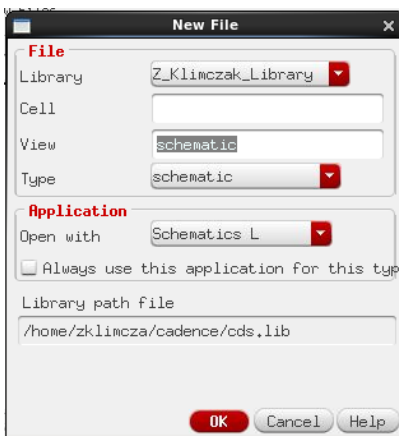 New File
File
Library Z_Klimczak_Library
Cell
View schematic
Type schematic
Application
Open with Schematics L
Always use this application for this typ
Library path file
/home/zklimcza/cadence/cds.lib
OK Cancel Help